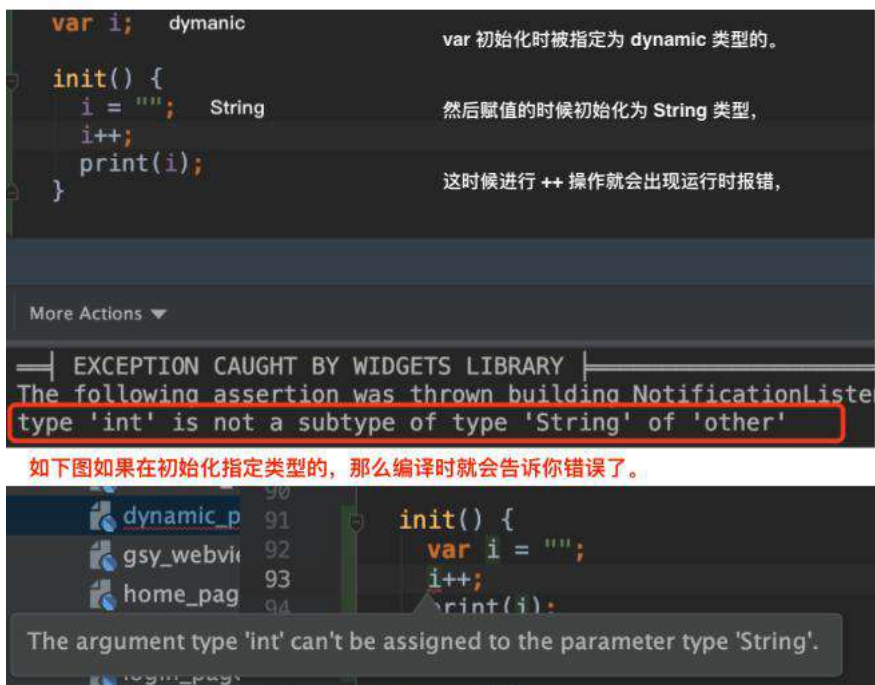 var i; dymanic
var 初始化时被指定为 dynamic 类型的。
init() {
i = ""; String
然后赋值的时候初始化为 String 类型，
i++;
print(i);
这时候进行 ++ 操作就会出现运行时报错，
}
More Actions
EXCEPTION CAUGHT BY WIDGETS LIBRARY
The following assertion was thrown building NotificationListe
type 'int' is not a subtype of type 'String' of 'other'
如下图如果在初始化指定类型的，那么编译时就会告诉你错误了。
90
dynamic_p 91 init() {
gsy_webvie 92 var i = "";
93 i++;
home_pag 94 print(i);
The argument type 'int' can't be assigned to the parameter type 'String'.